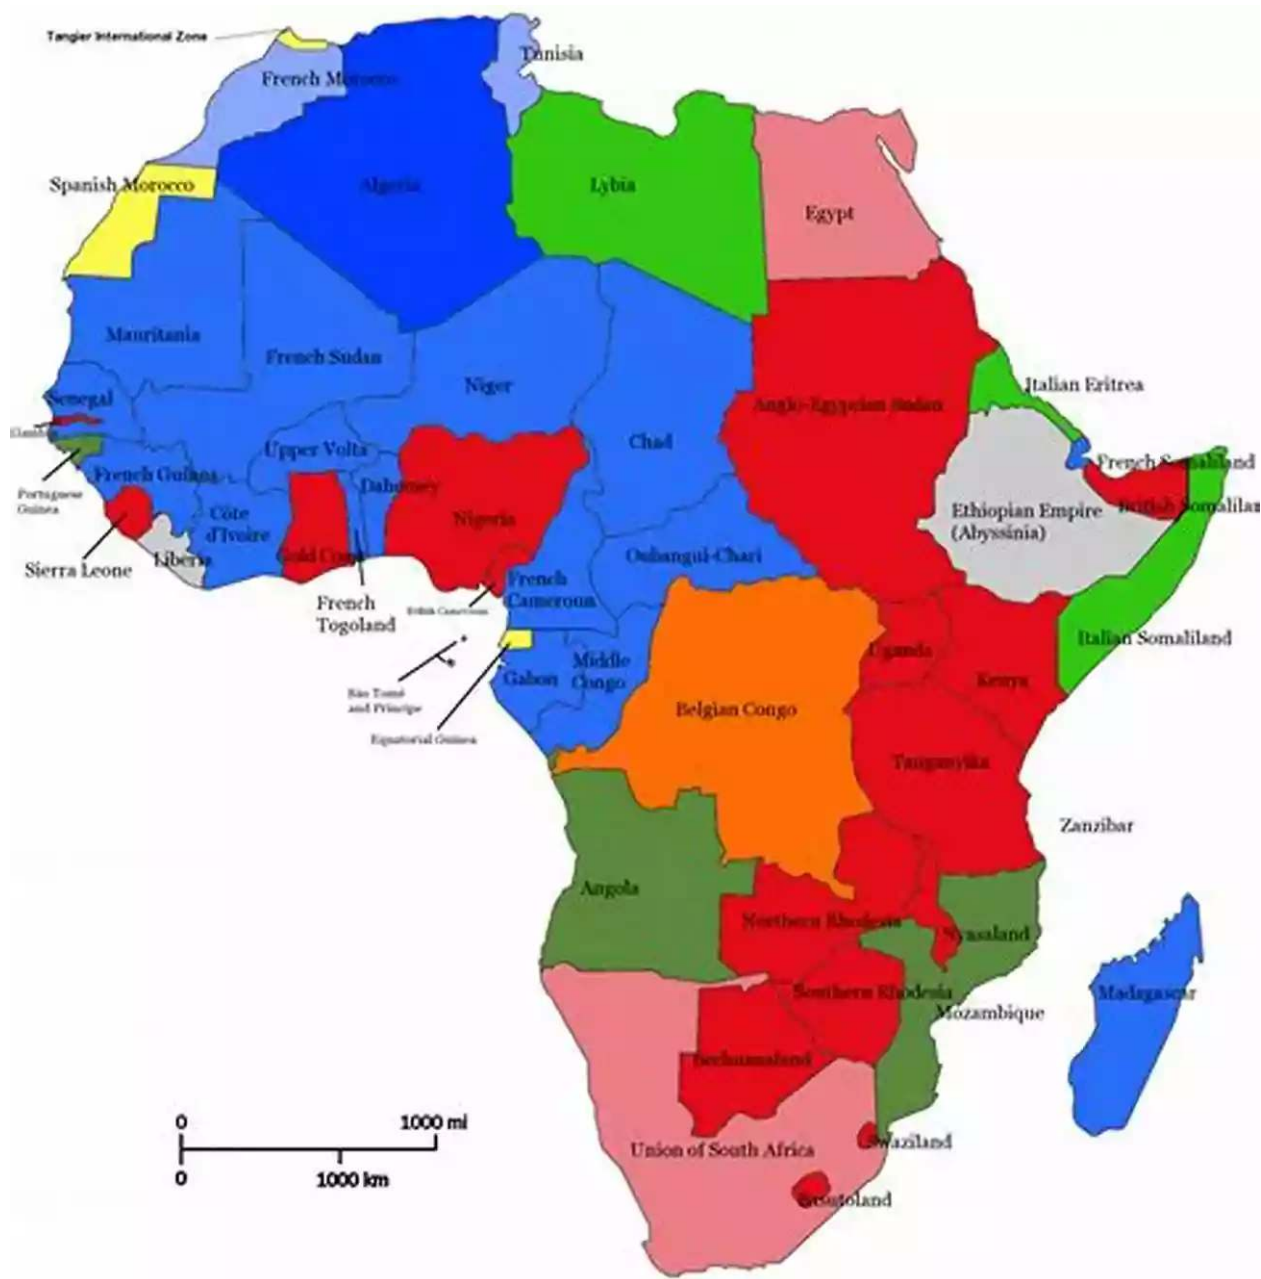 Tangier International Zone
Tunisia
French Morocco
Spanish Morocco
Algeria
Lybia
Egypt
Mauritania
French Sudan
Niger
Chad
Anglo-Egyptian Sudan
Italian Eritrea
Senegal
Upper Volta
French Somaliland
Portuguese
Guinea
French Guiana
Dahomey
British Somalilan
Côte
d'Ivoire
Nigeria
Ethiopian Empire
(Abyssinia)
Sierra Leone
Liberia
Gold Coast
Oubangui-Chari
French
Togoland
British Cameroons
French
Cameroun
Italian Somaliland
Uganda
Kenya
Gabon
Middle
Congo
São Tomé
and Príncipe
Equatorial Guinea
Belgian Congo
Tanganyika
Zanzibar
Angola
Northern Rhodesia
Nyasaland
Southern Rhodesia
Mozambique
Madagascar
Bechuanaland
Union of South Africa
Swaziland
Basutoland
0 1000 mi
0 1000 km